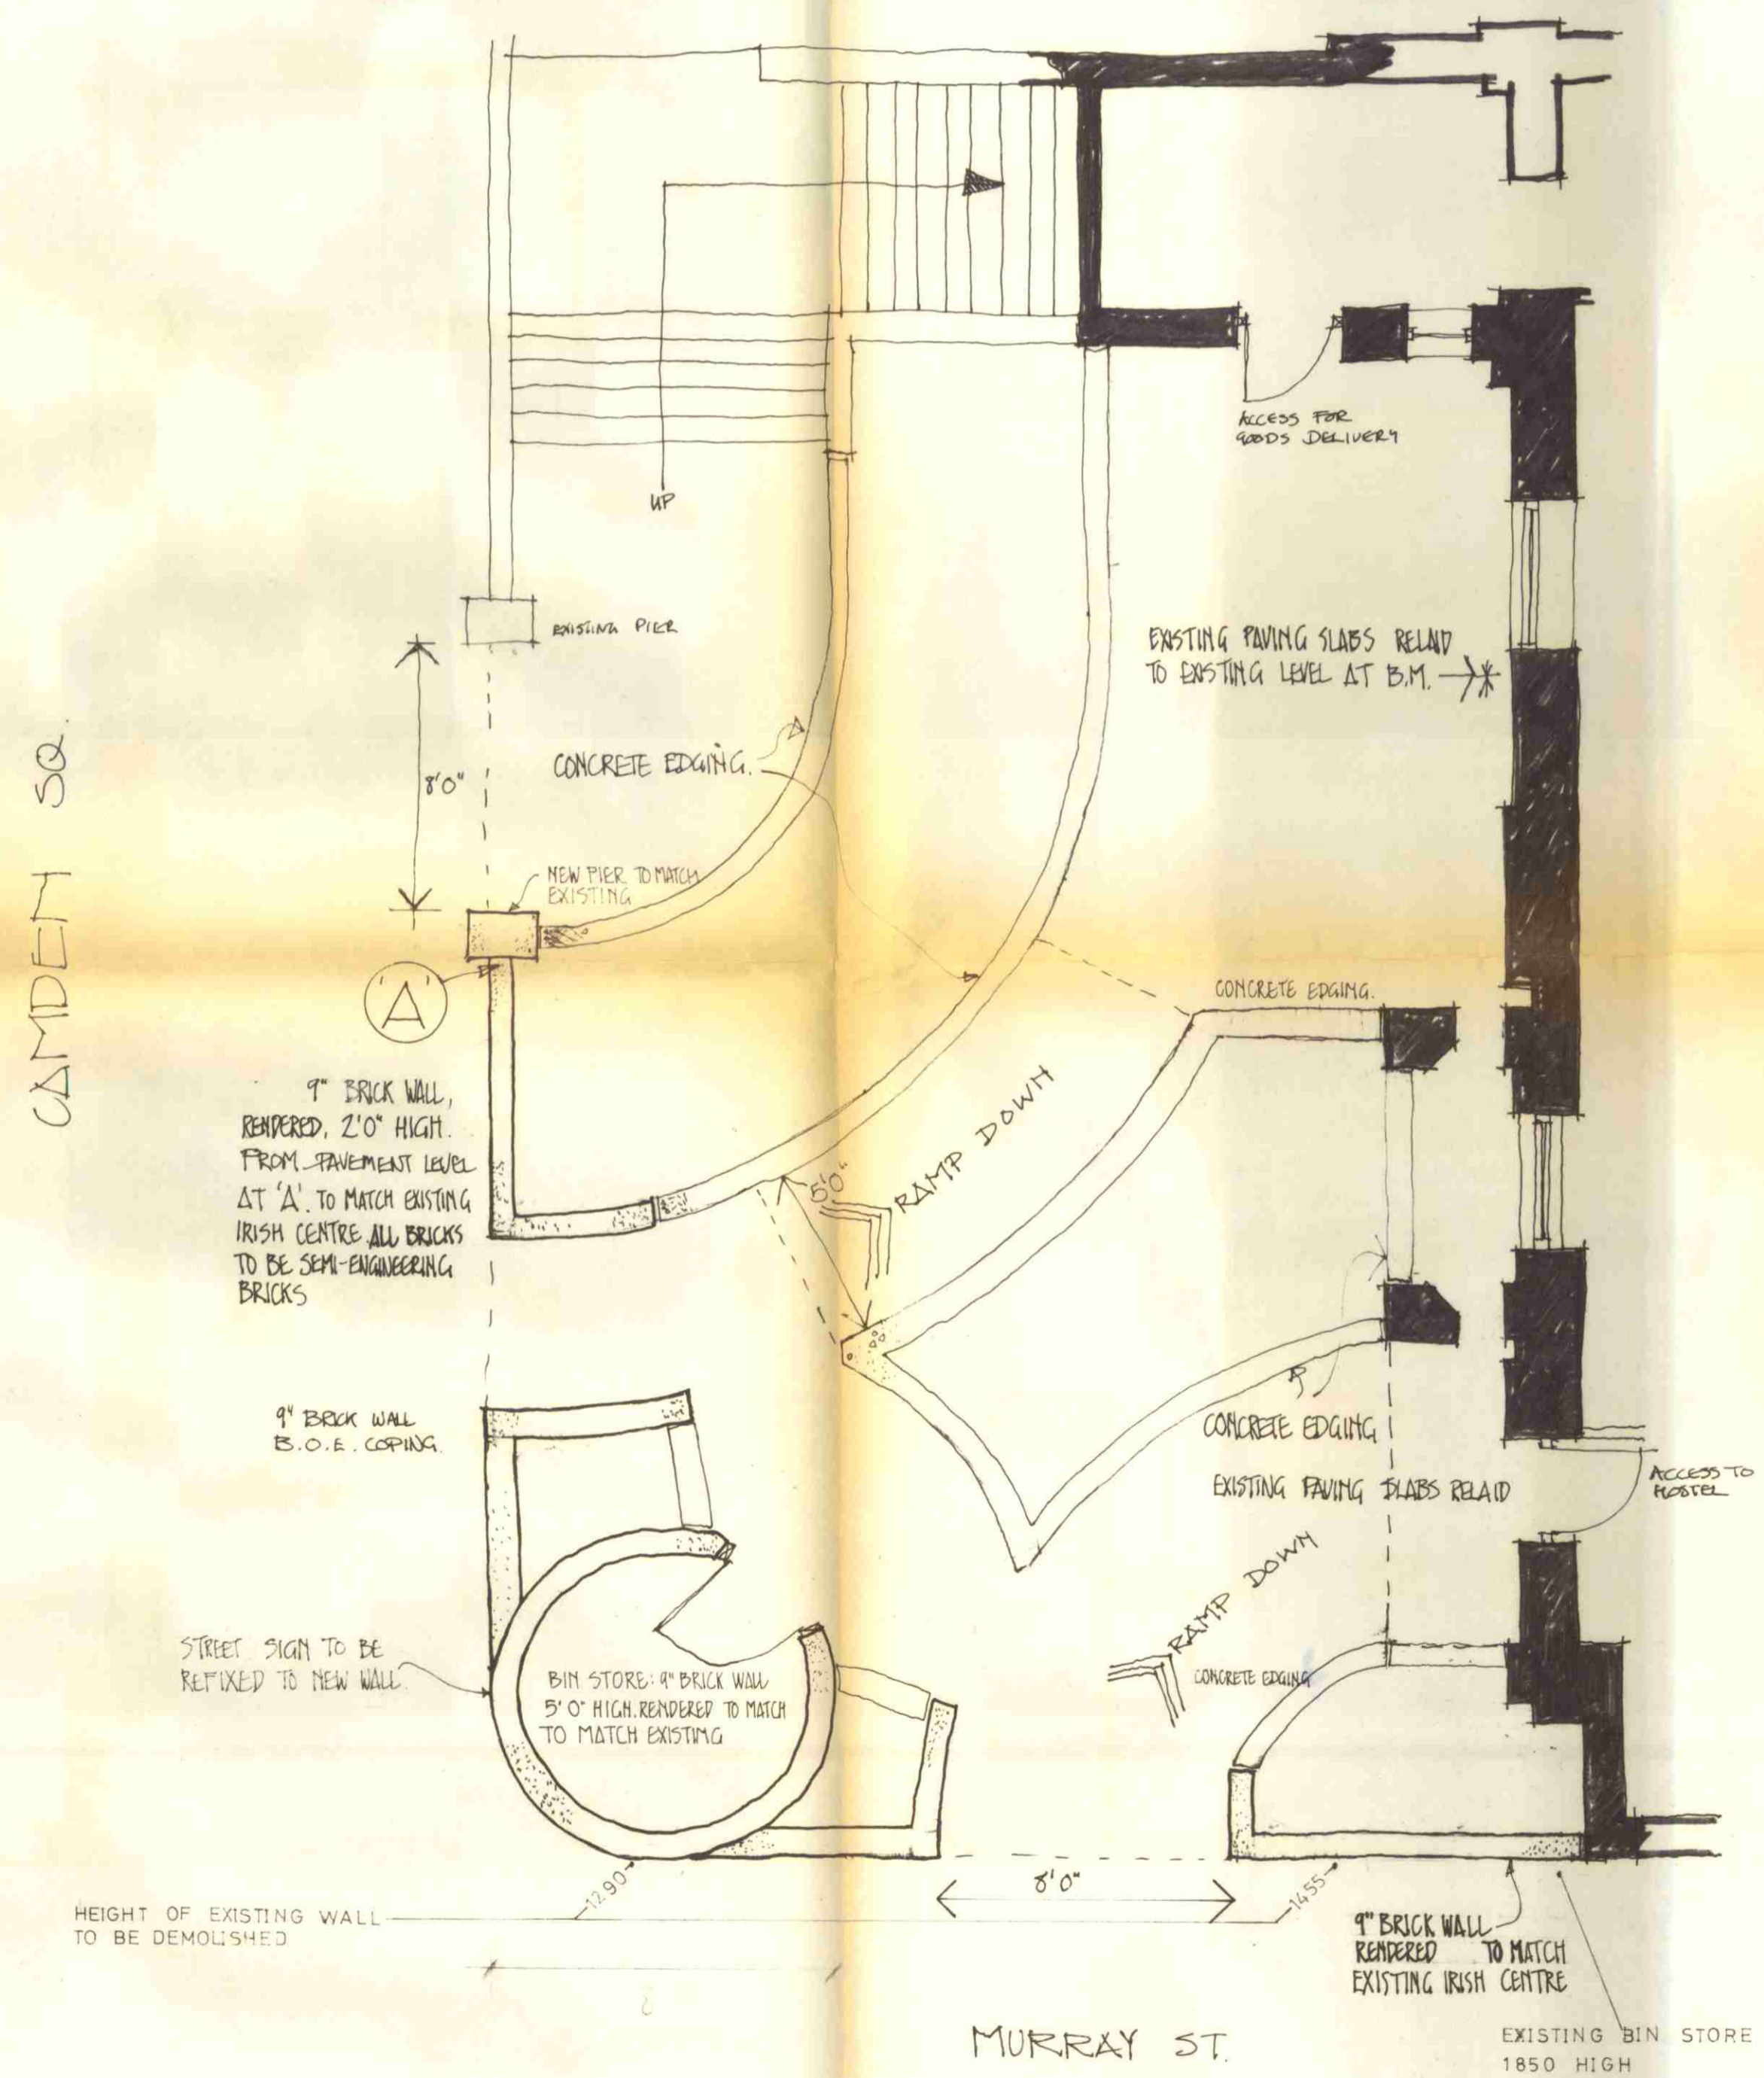 ACCESS FOR
GOODS DELIVERY
UP
EXISTING PIER
EXISTING PAVING SLABS RELAID
TO EXISTING LEVEL AT B.M.
CAMDEN SQ.
8'0"
CONCRETE EDGING.
NEW PIER TO MATCH
EXISTING
'A'
CONCRETE EDGING.
9" BRICK WALL,
RENDERED, 2'0" HIGH.
FROM PAVEMENT LEVEL
AT 'A'. TO MATCH EXISTING
IRISH CENTRE ALL BRICKS
TO BE SEMI-ENGINEERING
BRICKS
5'0"
RAMP DOWN
9" BRICK WALL
B.O.E. COPING.
CONCRETE EDGING
EXISTING PAVING SLABS RELAID
ACCESS TO
HOSTEL
RAMP DOWN
STREET SIGN TO BE
REFIXED TO NEW WALL
BIN STORE: 9" BRICK WALL
5'0" HIGH. RENDERED TO MATCH
TO MATCH EXISTING
CONCRETE EDGING
8'0"
1290
1455
HEIGHT OF EXISTING WALL
TO BE DEMOLISHED
9" BRICK WALL
RENDERED TO MATCH
EXISTING IRISH CENTRE
MURRAY ST.
EXISTING BIN STORE
1850 HIGH